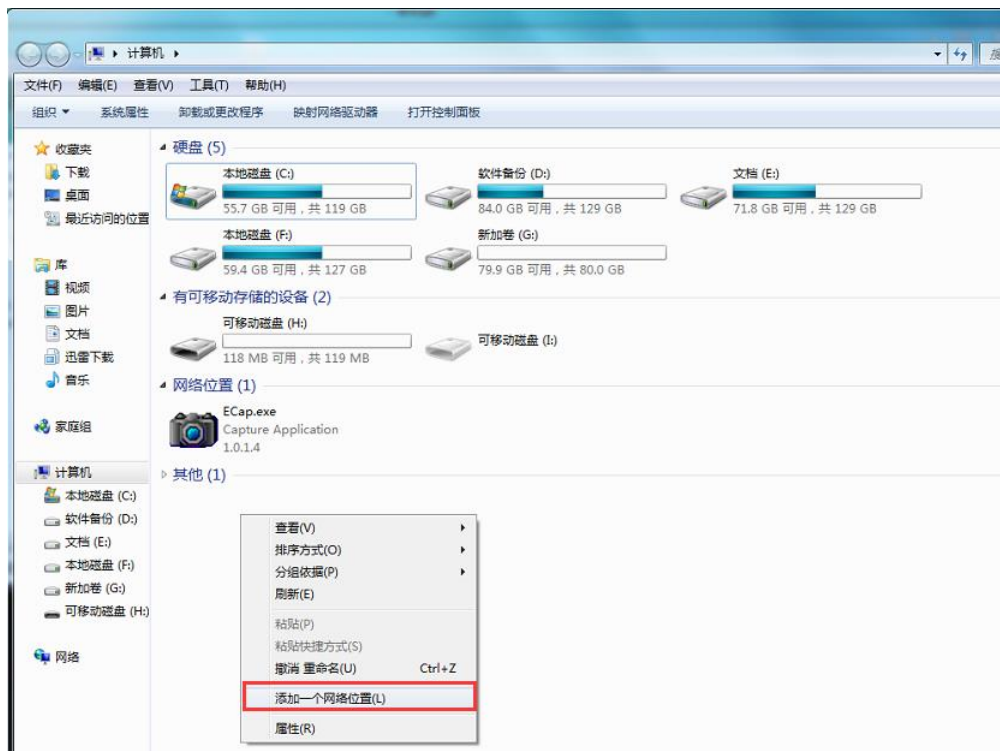 计算机
文件(F) 编辑(E) 查看(V) 工具(T) 帮助(H)
组织 系统属性 卸载或更改程序 映射网络驱动器 打开控制面板
收藏夹
下载
桌面
最近访问的位置
库
视频
图片
文档
迅雷下载
音乐
家庭组
计算机
本地磁盘 (C:)
软件备份 (D:)
文档 (E:)
本地磁盘 (F:)
新加卷 (G:)
可移动磁盘 (H:)
网络
硬盘 (5)
本地磁盘 (C:)
55.7 GB 可用,共 119 GB
软件备份 (D:)
84.0 GB 可用,共 129 GB
文档 (E:)
71.8 GB 可用,共 129 GB
本地磁盘 (F:)
59.4 GB 可用,共 127 GB
新加卷 (G:)
79.9 GB 可用,共 80.0 GB
有可移动存储的设备 (2)
可移动磁盘 (H:)
118 MB 可用,共 119 MB
可移动磁盘 (I:)
网络位置 (1)
ECap.exe
Capture Application
1.0.1.4
其他 (1)
查看(V)
排序方式(O)
分组依据(P)
刷新(E)
粘贴(P)
粘贴快捷方式(S)
撤消 重命名(U) Ctrl+Z
添加一个网络位置(L)
属性(R)